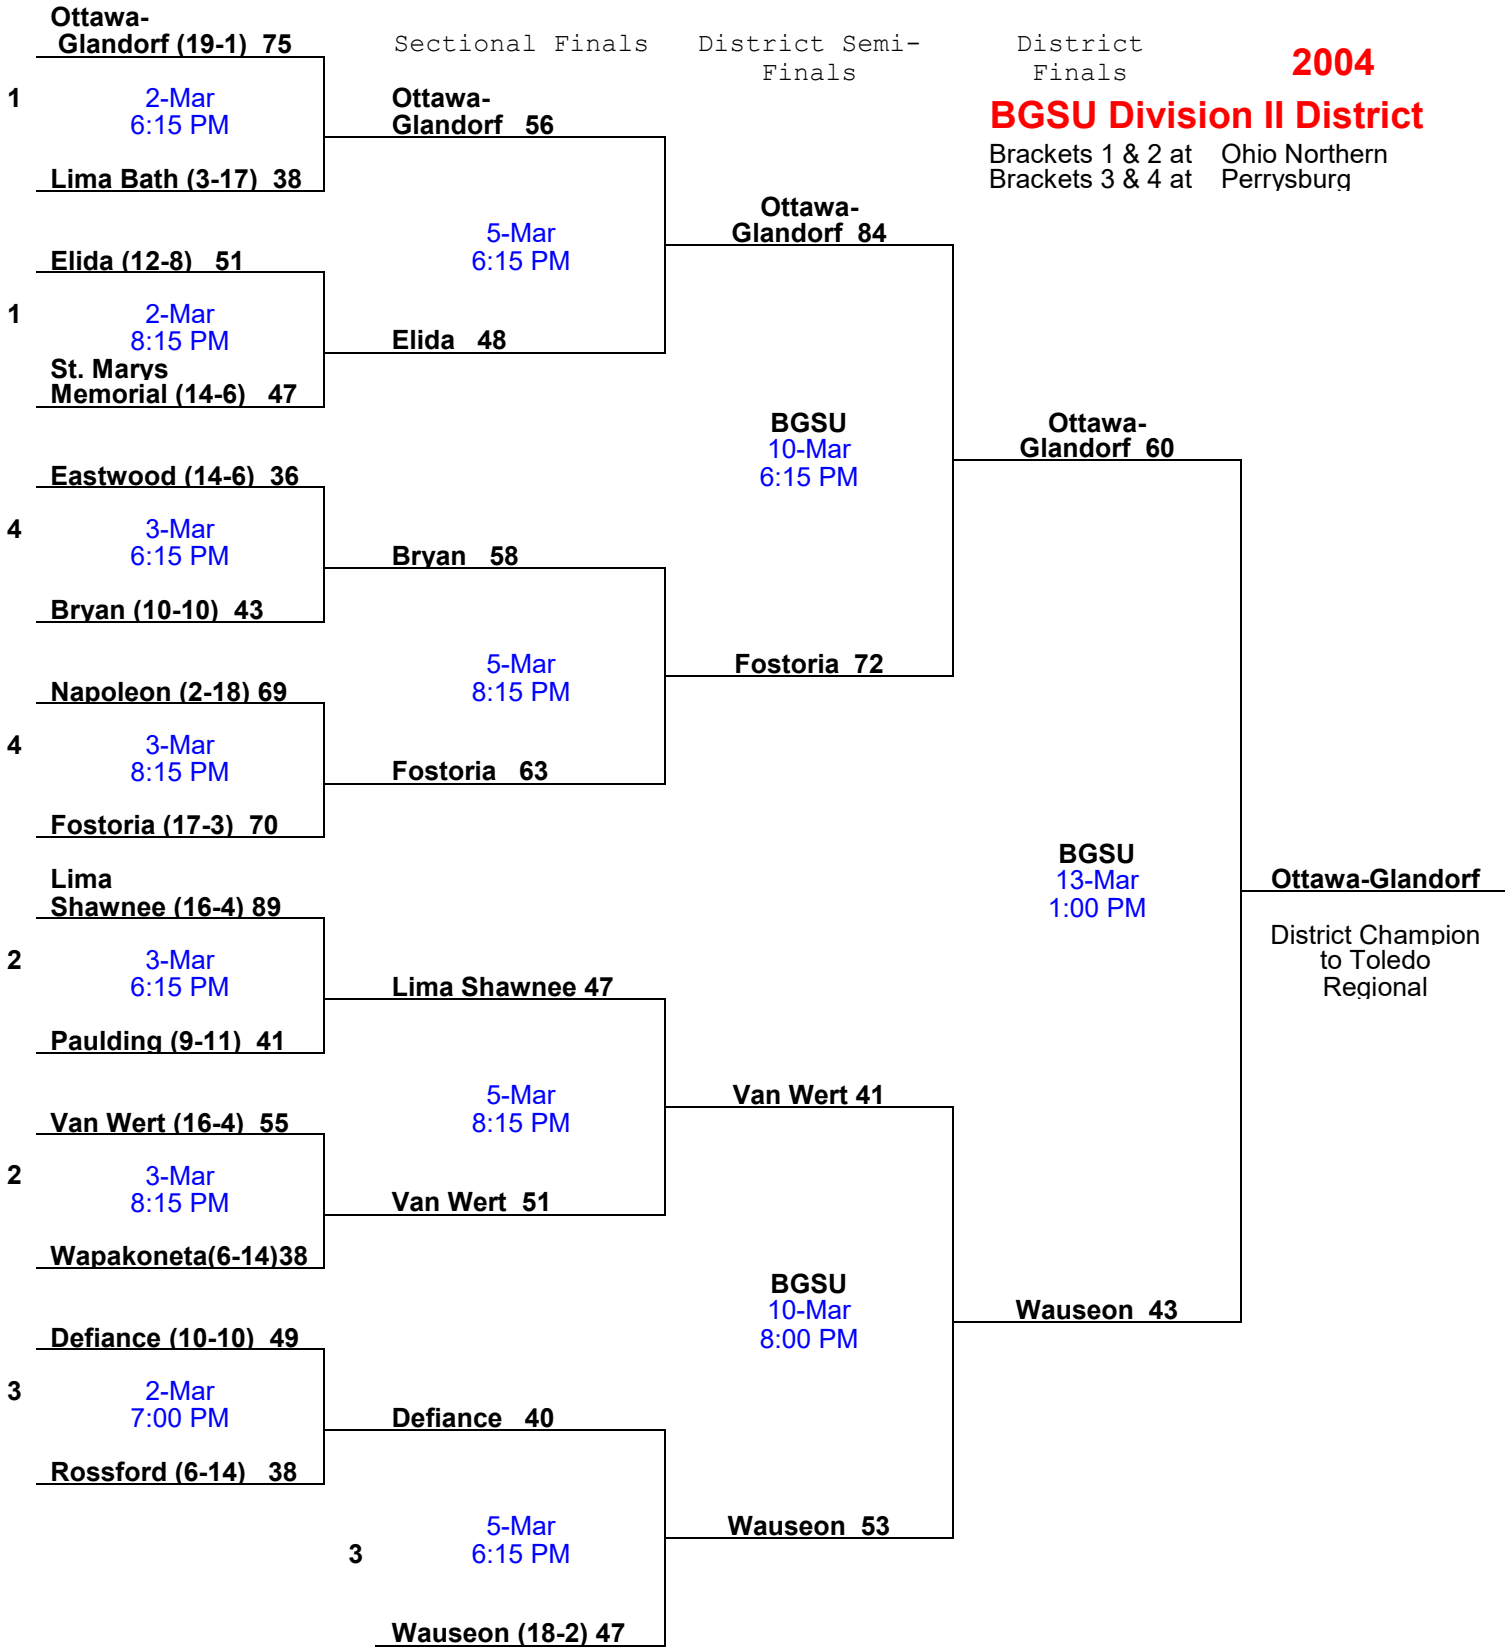 Ottawa-
Glandorf (19-1) 75
Sectional Finals
District Semi-
Finals
District
Finals
2004
BGSU Division II District
Brackets 1 & 2 at Ohio Northern
Brackets 3 & 4 at Perrysburg
1
2-Mar
6:15 PM
Lima Bath (3-17) 38
Ottawa-
Glandorf 56
Elida (12-8) 51
5-Mar
6:15 PM
Ottawa-
Glandorf 84
1
2-Mar
8:15 PM
St. Marys
Memorial (14-6) 47
Elida 48
BGSU
10-Mar
6:15 PM
Ottawa-
Glandorf 60
Eastwood (14-6) 36
4
3-Mar
6:15 PM
Bryan (10-10) 43
Bryan 58
Napoleon (2-18) 69
5-Mar
8:15 PM
Fostoria 72
4
3-Mar
8:15 PM
Fostoria (17-3) 70
Fostoria 63
BGSU
13-Mar
1:00 PM
Ottawa-Glandorf
District Champion
to Toledo
Regional
Lima
Shawnee (16-4) 89
2
3-Mar
6:15 PM
Paulding (9-11) 41
Lima Shawnee 47
Van Wert (16-4) 55
5-Mar
8:15 PM
Van Wert 41
2
3-Mar
8:15 PM
Wapakoneta(6-14)38
Van Wert 51
BGSU
10-Mar
8:00 PM
Wauseon 43
Defiance (10-10) 49
3
2-Mar
7:00 PM
Rossford (6-14) 38
Defiance 40
3
5-Mar
6:15 PM
Wauseon 53
Wauseon (18-2) 47